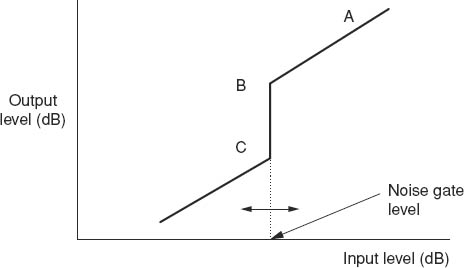 A
B
Output
level (dB)
C
Noise gate
level
Input level (dB)